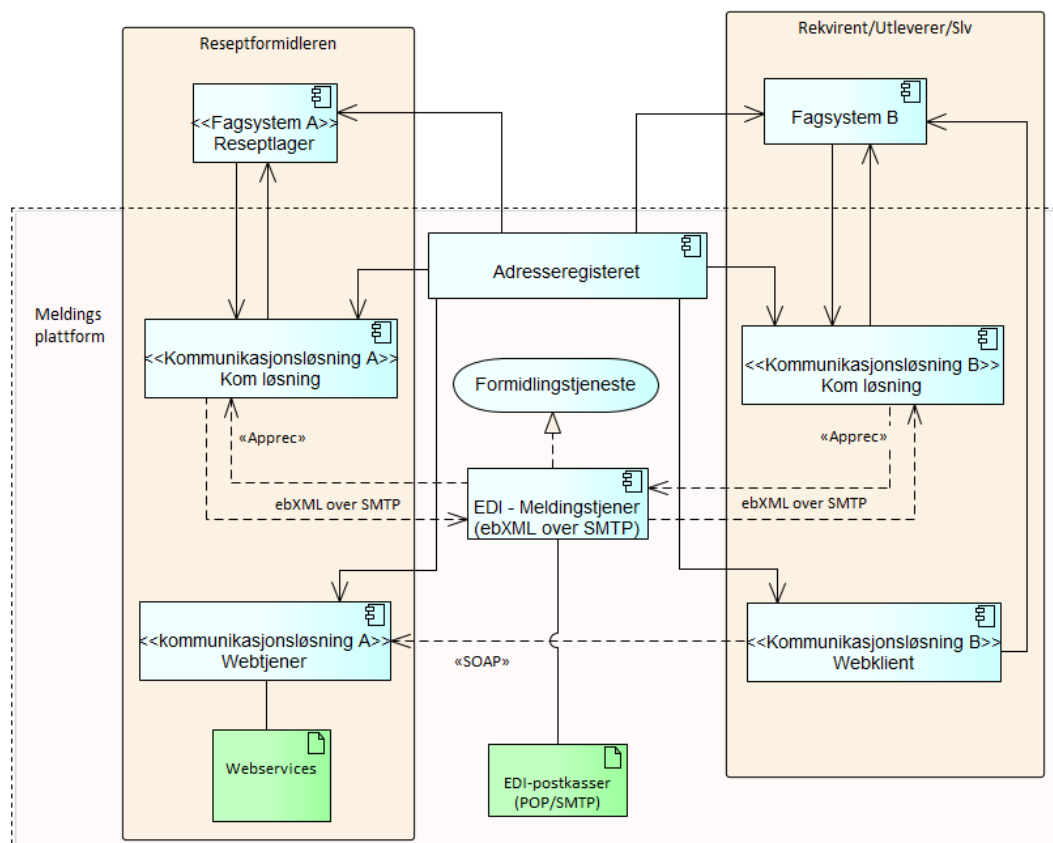 Reseptformidleren
Rekvirent/Utleverer/Slv
<<Fagsystem A>>
Reseptlager
Fagsystem B
Adresseregisteret
Meldings
plattform
<<Kommunikasjonsløsning A>>
Kom løsning
<<Kommunikasjonsløsning B>>
Kom løsning
Formidlingstjeneste
«Apprec»
«Apprec»
ebXML over SMTP
EDI - Meldingstjener
(ebXML over SMTP)
ebXML over SMTP
<<kommunikasjonsløsning A>>
Webtjener
«SOAP»
<<Kommunikasjonsløsning B>>
Webklient
Webservices
EDI-postkasser
(POP/SMTP)